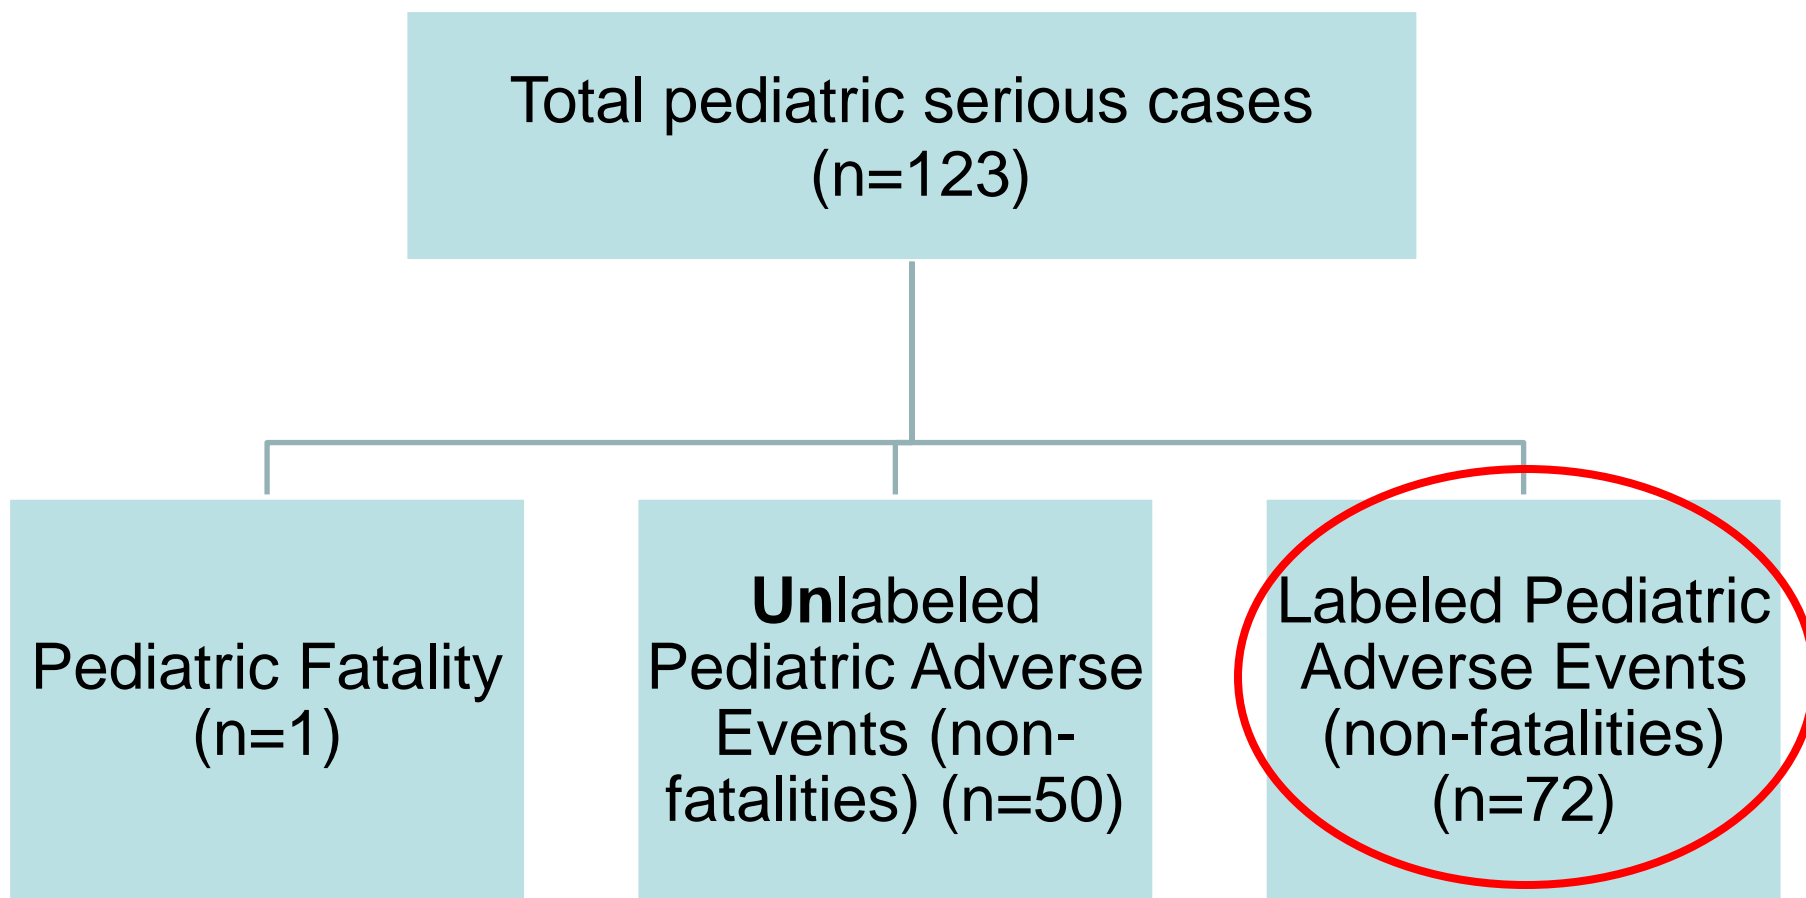 Total pediatric serious cases
(n=123)
Pediatric Fatality
(n=1)
Unlabeled
Pediatric Adverse
Events (non-
fatalities) (n=50)
Labeled Pediatric
Adverse Events
(non-fatalities)
(n=72)